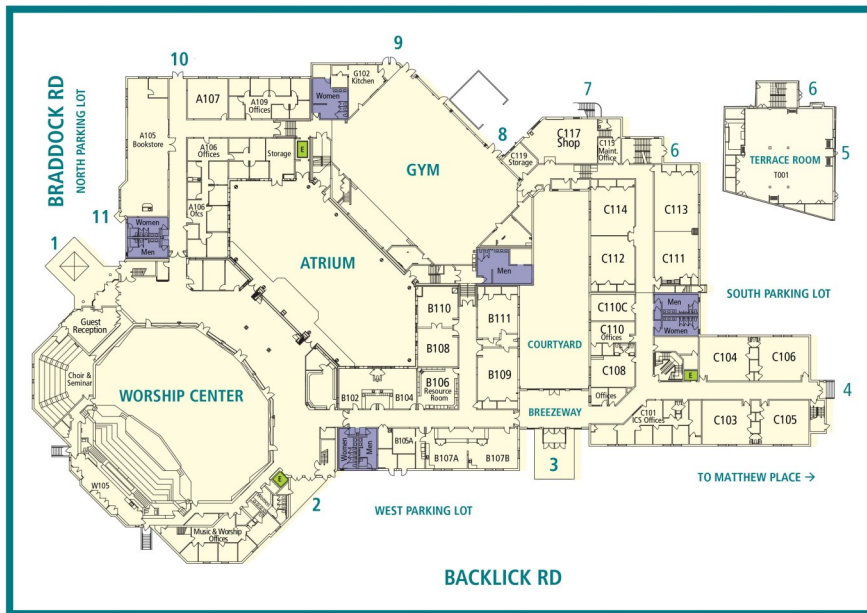 9
10
7
6
BRADDOCK RD
NORTH PARKING LOT
A107
A109
Offices
G102
Kitchen
Women
A105
Bookstore
A106
Offices
Storage
E
8
C117
Shop
C115
Maint.
Office
C119
Storage
6
TERRACE ROOM
T001
5
GYM
A106
Ofcs
11
Women
Men
1
ATRIUM
Men
C114
C113
C112
C111
SOUTH PARKING LOT
Guest
Reception
B110
B111
B108
C110C
C110
Offices
Men
Women
COURTYARD
Choir &
Seminar
WORSHIP CENTER
B102
B104
B106
Resource
Room
B109
C108
E
C104
C106
4
Offices
BREEZEWAY
C101
ICS Offices
C103
C105
Women
Men
B105A
B107A
B107B
3
W105
E
2
Music & Worship
Offices
WEST PARKING LOT
TO MATTHEW PLACE →
BACKLICK RD